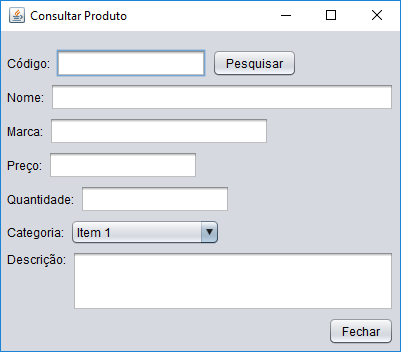 Consultar Produto
Código: Pesquisar
Nome:
Marca:
Preço:
Quantidade:
Categoria: Item 1
Descrição:
Fechar